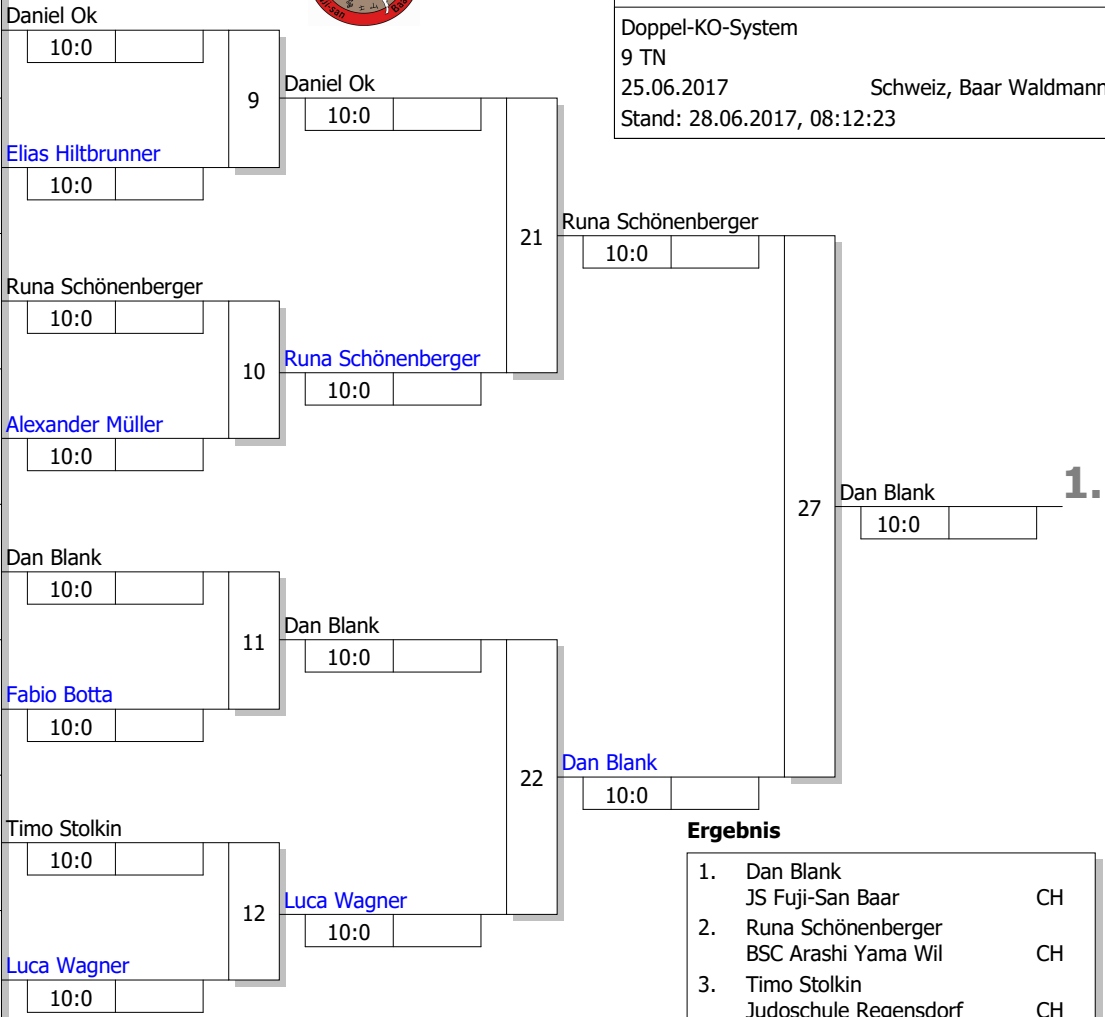 Daniel Ok
10:0
9
Elias Hiltbrunner
10:0
Runa Schönenberger
10:0
10
Alexander Müller
10:0
Dan Blank
10:0
11
Fabio Botta
10:0
Timo Stolkin
10:0
12
Luca Wagner
10:0
Daniel Ok
10:0
21
Runa Schönenberger
10:0
Dan Blank
10:0
22
Luca Wagner
10:0
Runa Schönenberger
10:0
27
Dan Blank
10:0
Dan Blank
10:0
1.
Doppel-KO-System
9 TN
25.06.2017 Schweiz, Baar Waldmann
Stand: 28.06.2017, 08:12:23
Ergebnis
1. Dan Blank
JS Fuji-San Baar CH
2. Runa Schönenberger
BSC Arashi Yama Wil CH
3. Timo Stolkin
Judoschule Regensdorf CH